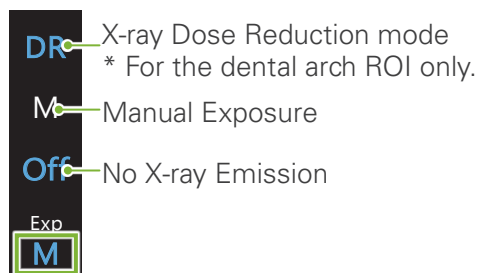 DR X-ray Dose Reduction mode
* For the dental arch ROI only.
M Manual Exposure
Off No X-ray Emission
Exp
M